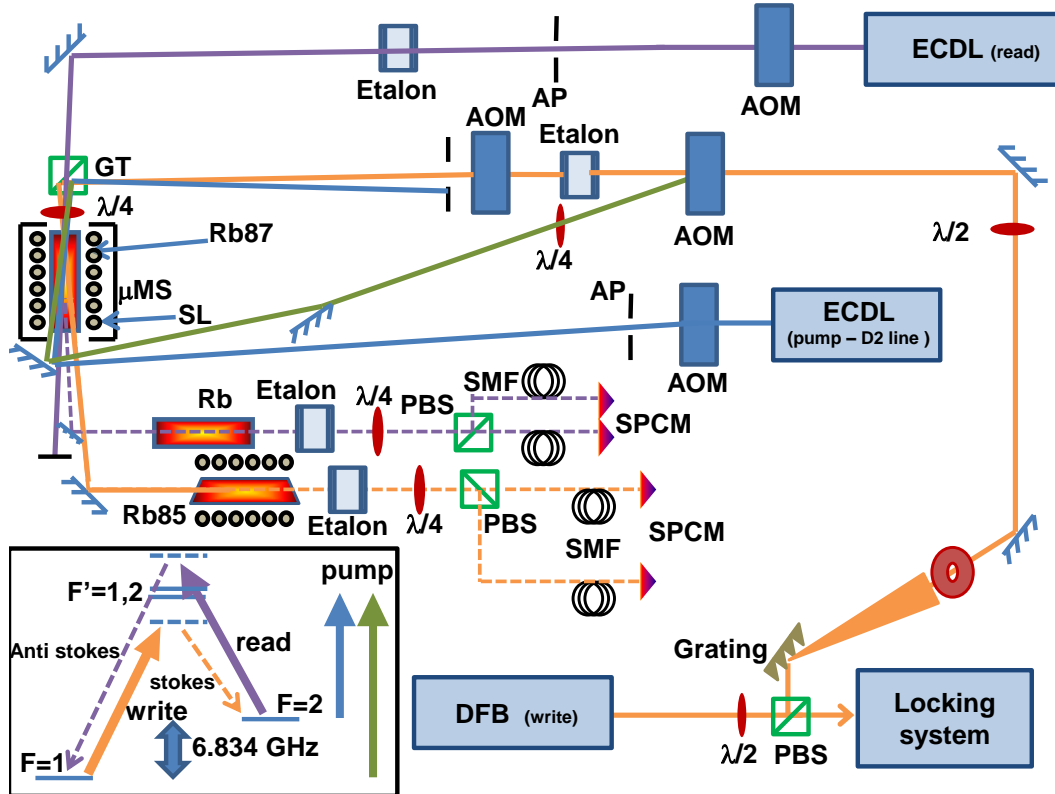 ECDL (read)
Etalon
AP
AOM
AOM
Etalon
GT
λ/4
λ/2
Rb87
λ/4
AOM
μMS
AP
SL
ECDL
(pump – D2 line )
AOM
Rb
Etalon
λ/4
PBS
SMF
SPCM
Rb85
Etalon
λ/4
PBS
SMF
SPCM
pump
F'=1,2
Anti stokes
read
stokes
write
F=2
6.834 GHz
F=1
Grating
DFB (write)
λ/2
PBS
Locking
system